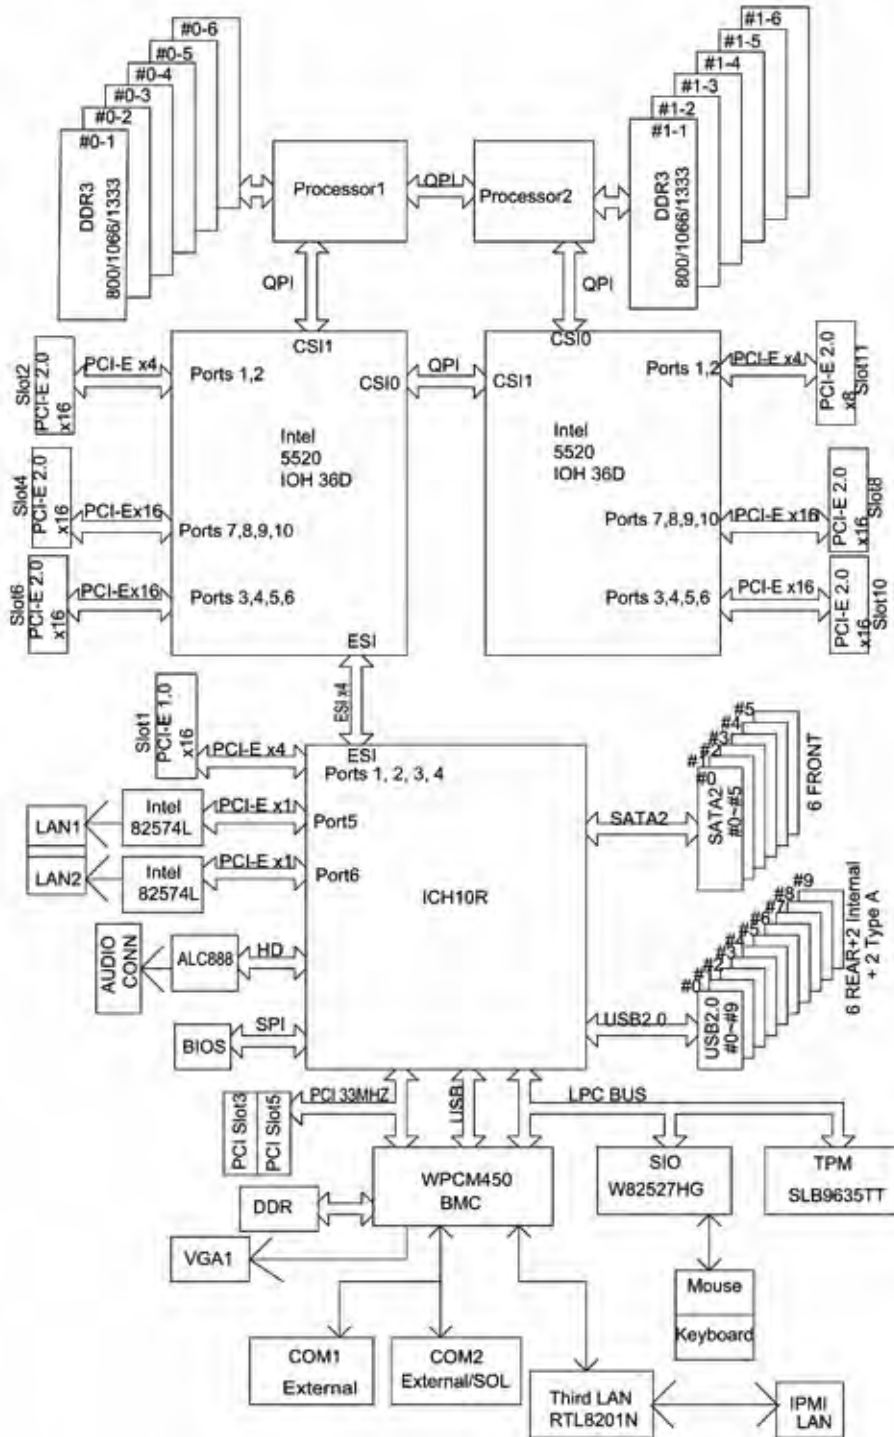 #0-6
#0-5
#0-4
#0-3
#0-2
#0-1
DDR3
800/1066/1333
#1-6
#1-5
#1-4
#1-3
#1-2
#1-1
DDR3
800/1066/1333
Processor1
QPI
Processor2
QPI
QPI
Slot2
PCI-E 2.0
x16
PCI-E x4
Ports 1,2
CSI1
CSI0
QPI
CSI0
CSI1
Ports 1,2
PCI-E x4
PCI-E 2.0
x8
Slot11
Intel
5520
IOH 36D
Intel
5520
IOH 36D
Slot4
PCI-E 2.0
x16
PCI-Ex16
Ports 7,8,9,10
Ports 7,8,9,10
PCI-E x16
PCI-E 2.0
x16
Slot8
Slot6
PCI-E 2.0
x16
PCI-Ex16
Ports 3,4,5,6
Ports 3,4,5,6
PCI-E x16
PCI-E 2.0
x16
Slot10
ESI
ESI x4
ESI
Slot1
PCI-E 1.0
x16
PCI-E x4
Ports 1, 2, 3, 4
LAN1
Intel
82574L
PCI-E x1
Port5
LAN2
Intel
82574L
PCI-E x1
Port6
ICH10R
SATA2
#5
#4
#3
#2
#1
#0
SATA2
#0~#5
6 FRONT
AUDIO
CONN
ALC888
HD
BIOS
SPI
USB2.0
#9
#8
#7
#6
#5
#4
#3
#2
#0
USB2.0
#0~#9
6 REAR+2 Internal
+ 2 Type A
PCI Slot3
PCI Slot5
PCI 33MHZ
USB
LPC BUS
WPCM450
BMC
SIO
W82527HG
TPM
SLB9635TT
DDR
VGA1
Mouse
Keyboard
COM1
External
COM2
External/SOL
Third LAN
RTL8201N
IPMI
LAN